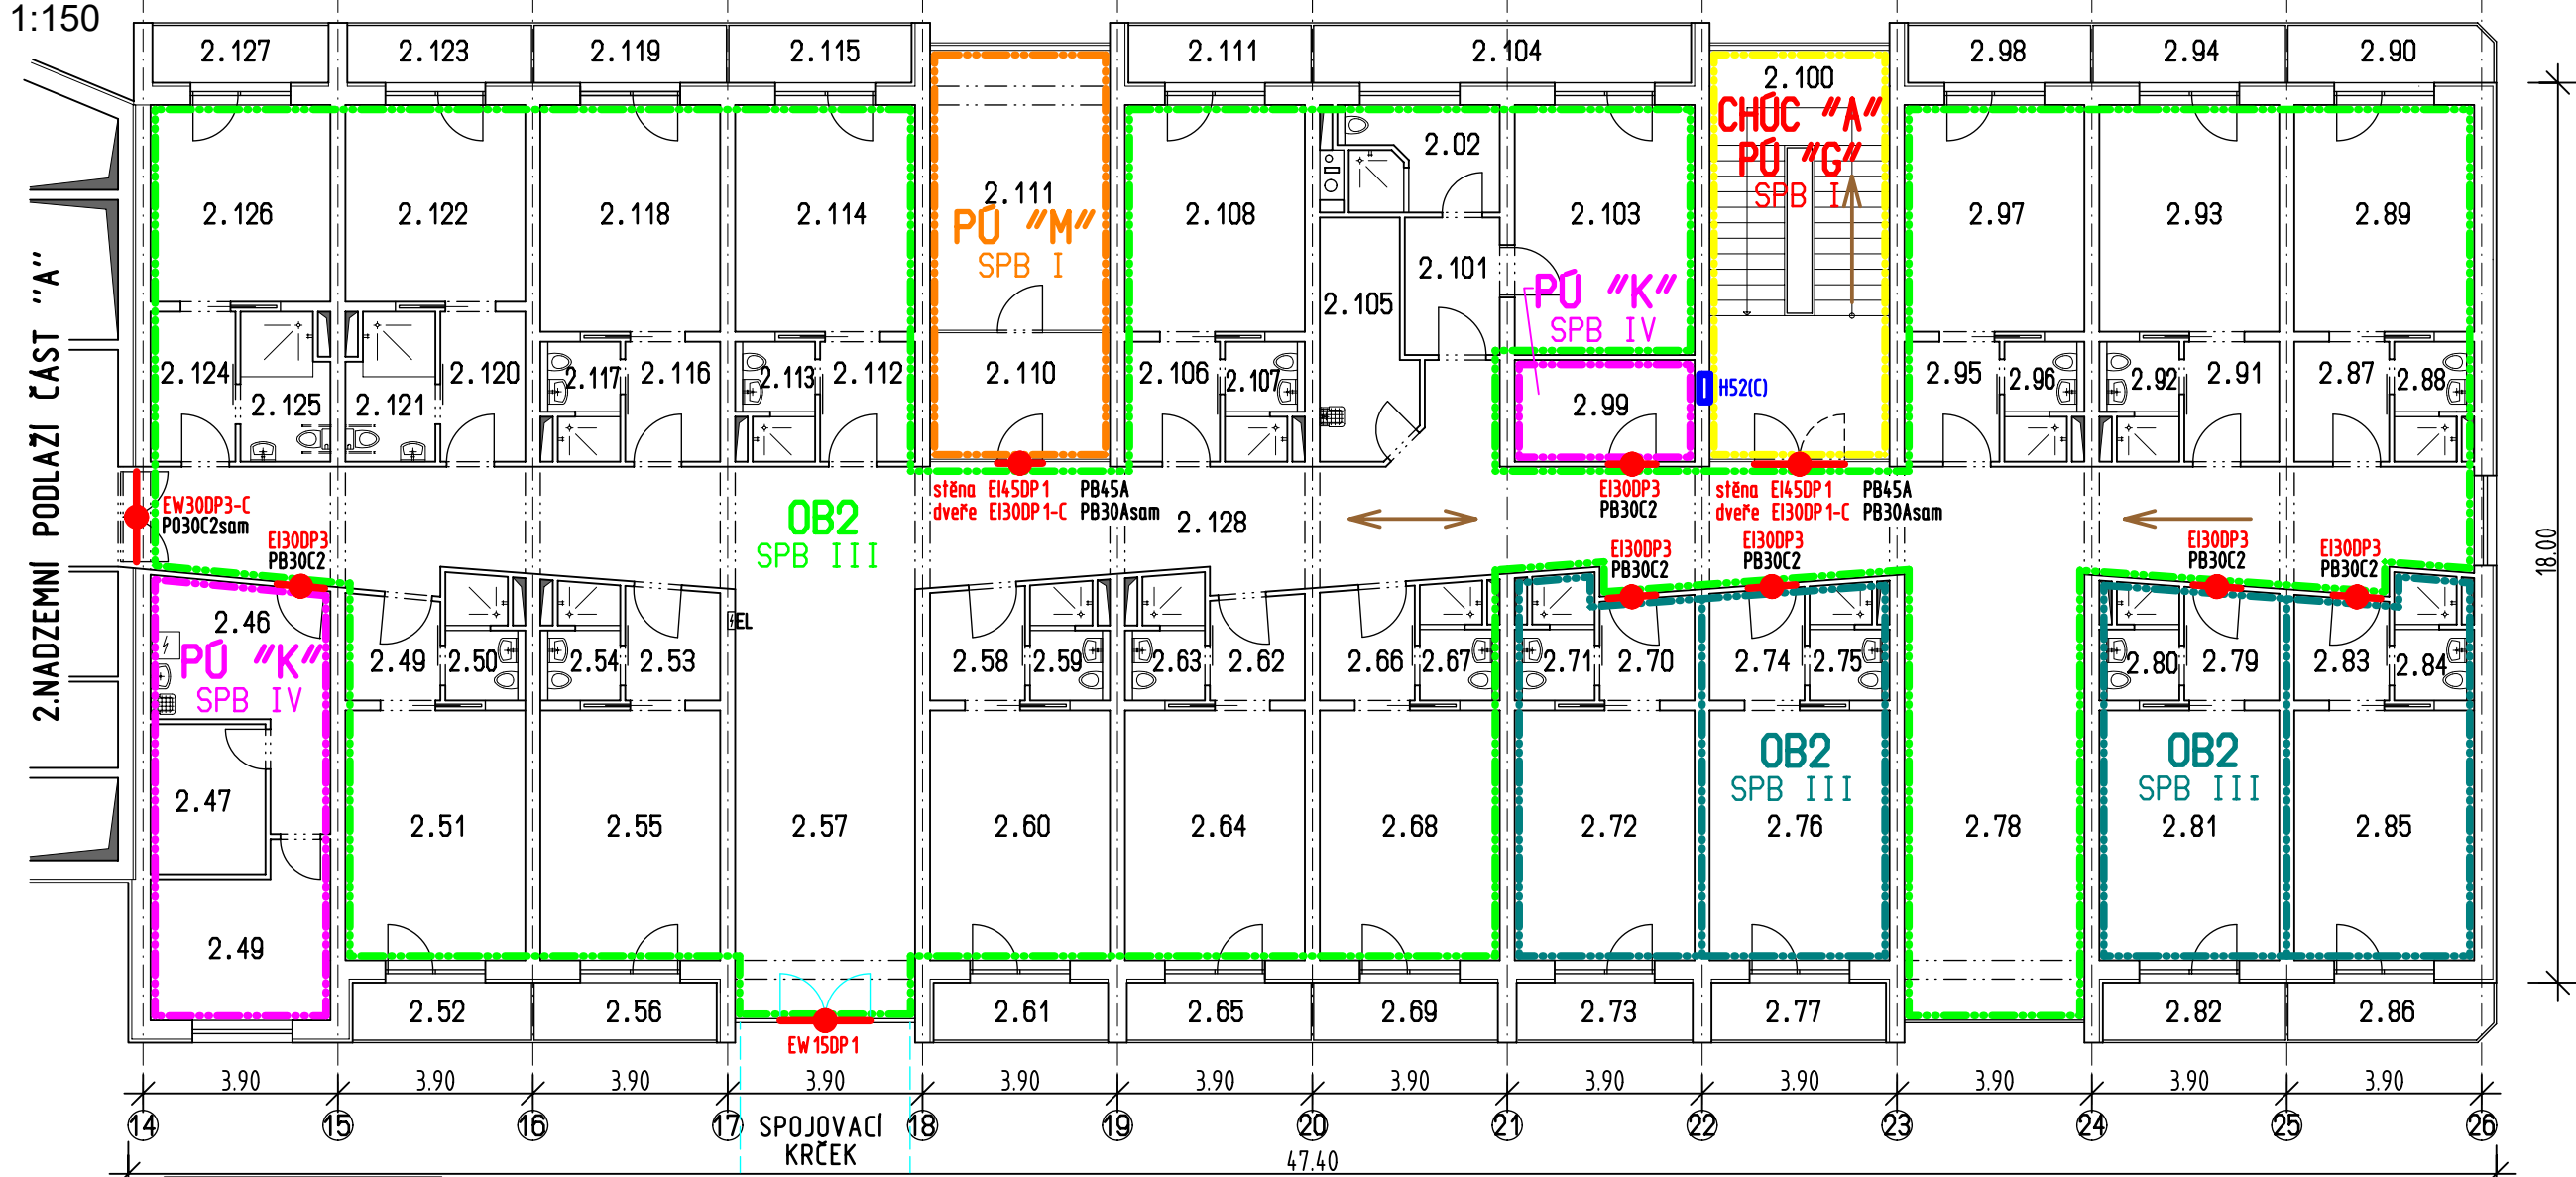 1:150
2.127 2.123 2.119 2.115 2.111 2.104 2.98 2.94 2.90
2.100
CHÚC "A"
PÚ "G"
SPB I
2.02
2.126 2.122 2.118 2.114
2.111
PÚ "M"
SPB I
2.108 2.103 2.97 2.93 2.89
2.101
2.105
PÚ "K"
SPB IV
2.124 2.120 2.117 2.116 2.113 2.112 2.110 2.106 2.107 2.95 2.96 2.92 2.91 2.87 2.88
2.125 2.121 2.99
H52(C)
2.NADZEMNÍ PODLAŽÍ ČÁST "A"
EW30DP3-C
PO30C2sam
EI30DP3
PB30C2
OB2
SPB III
stěna EI45DP1 PB45A
dveře EI30DP1-C PB30Asam
2.128
EI30DP3
PB30C2
stěna EI45DP1 PB45A
dveře EI30DP1-C PB30Asam
EI30DP3
PB30C2
EI30DP3
PB30C2
EI30DP3
PB30C2
EI30DP3
PB30C2
18.00
2.46
EL
PÚ "K"
SPB IV
2.49 2.50 2.54 2.53 2.58 2.59 2.63 2.62 2.66 2.67 2.71 2.70 2.74 2.75 2.80 2.79 2.83 2.84
OB2
SPB III
OB2
SPB III
2.47
2.51 2.55 2.57 2.60 2.64 2.68 2.72 2.76 2.78 2.81 2.85
2.49
2.52 2.56 2.61 2.65 2.69 2.73 2.77 2.82 2.86
EW15DP1
3.90 3.90 3.90 3.90 3.90 3.90 3.90 3.90 3.90 3.90 3.90 3.90
14 15 16 17 18 19 20 21 22 23 24 25 26
SPOJOVACÍ
KRČEK
47.40